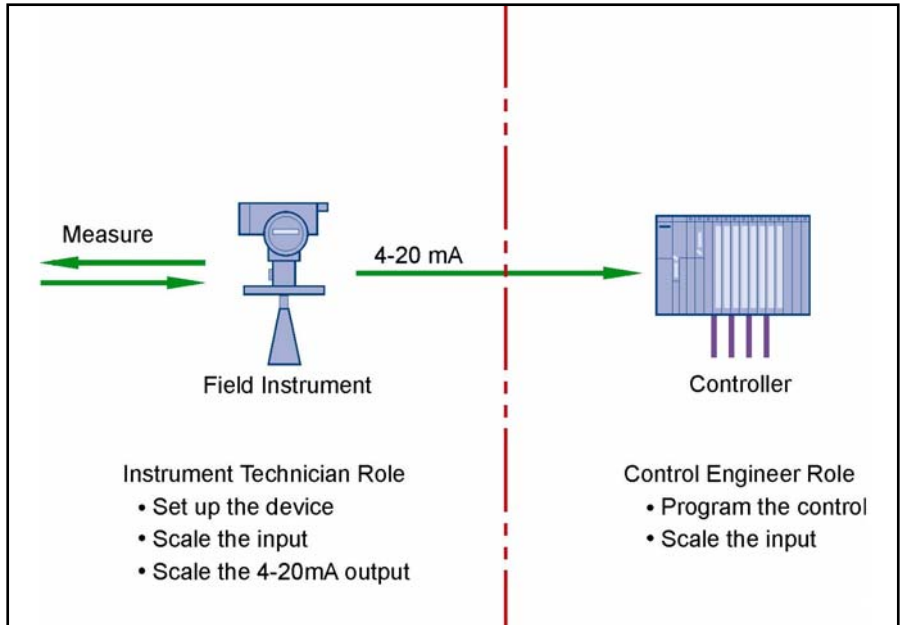 Measure
4-20 mA
Field Instrument
Controller
Instrument Technician Role
• Set up the device
• Scale the input
• Scale the 4-20mA output
Control Engineer Role
• Program the control
• Scale the input